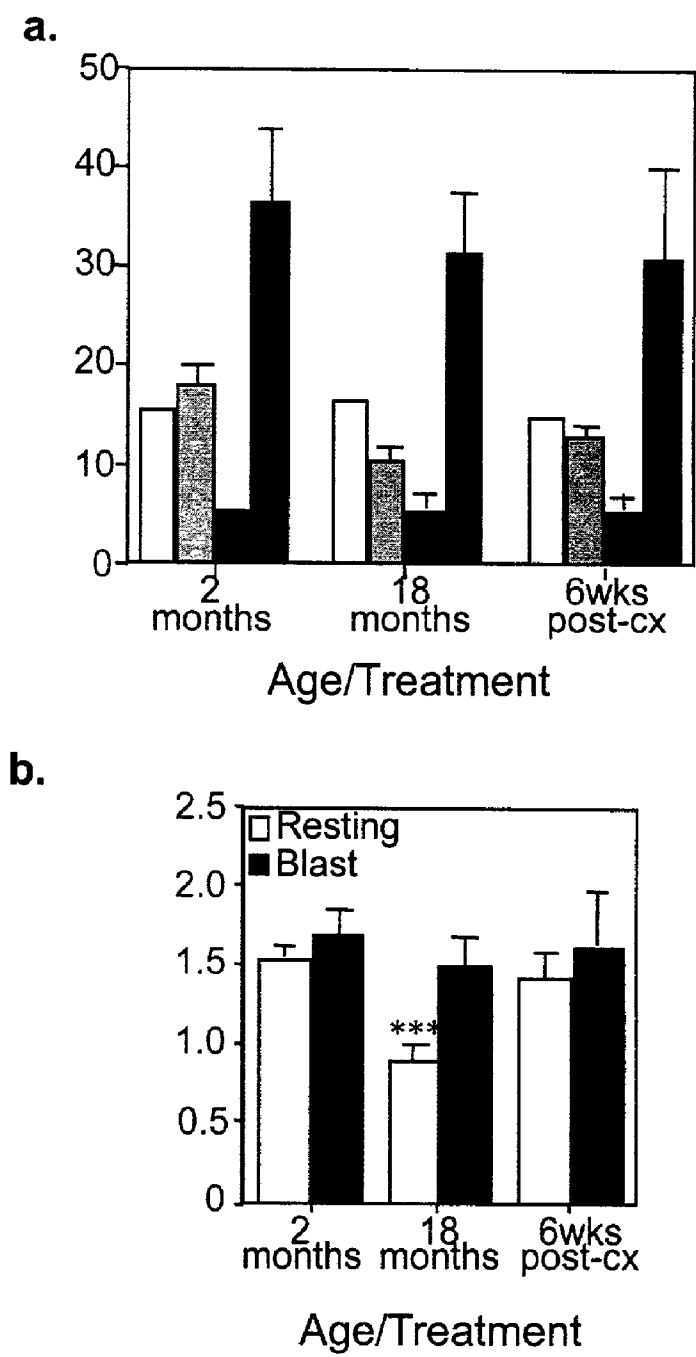 a.
50
40
30
20
10
0
2 months
18 months
6wks post-cx
Age/Treatment
b.
2.5
2.0
1.5
1.0
0.5
0
Resting
Blast
***
2 months
18 months
6wks post-cx
Age/Treatment